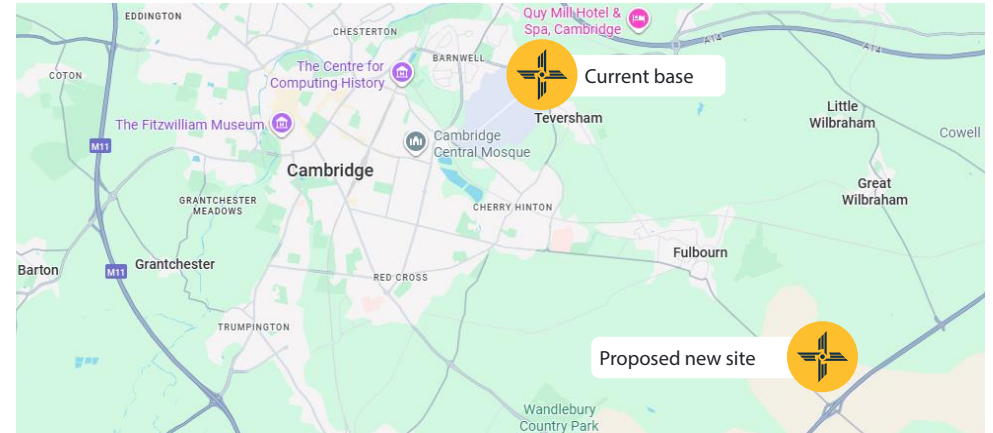 EDDINGTON
Quy Mill Hotel &
Spa, Cambridge
CHESTERTON
A14
A14
BARNWELL
The Centre for
Computing History
Current base
COTON
Little
Wilbraham
Teversham
The Fitzwilliam Museum
Cambridge
Central Mosque
Cowell
M11
Cambridge
Great
Wilbraham
GRANTCHESTER
MEADOWS
CHERRY HINTON
Fulbourn
Barton
M11
Grantchester
RED CROSS
TRUMPINGTON
Proposed new site
Wandlebury
Country Park